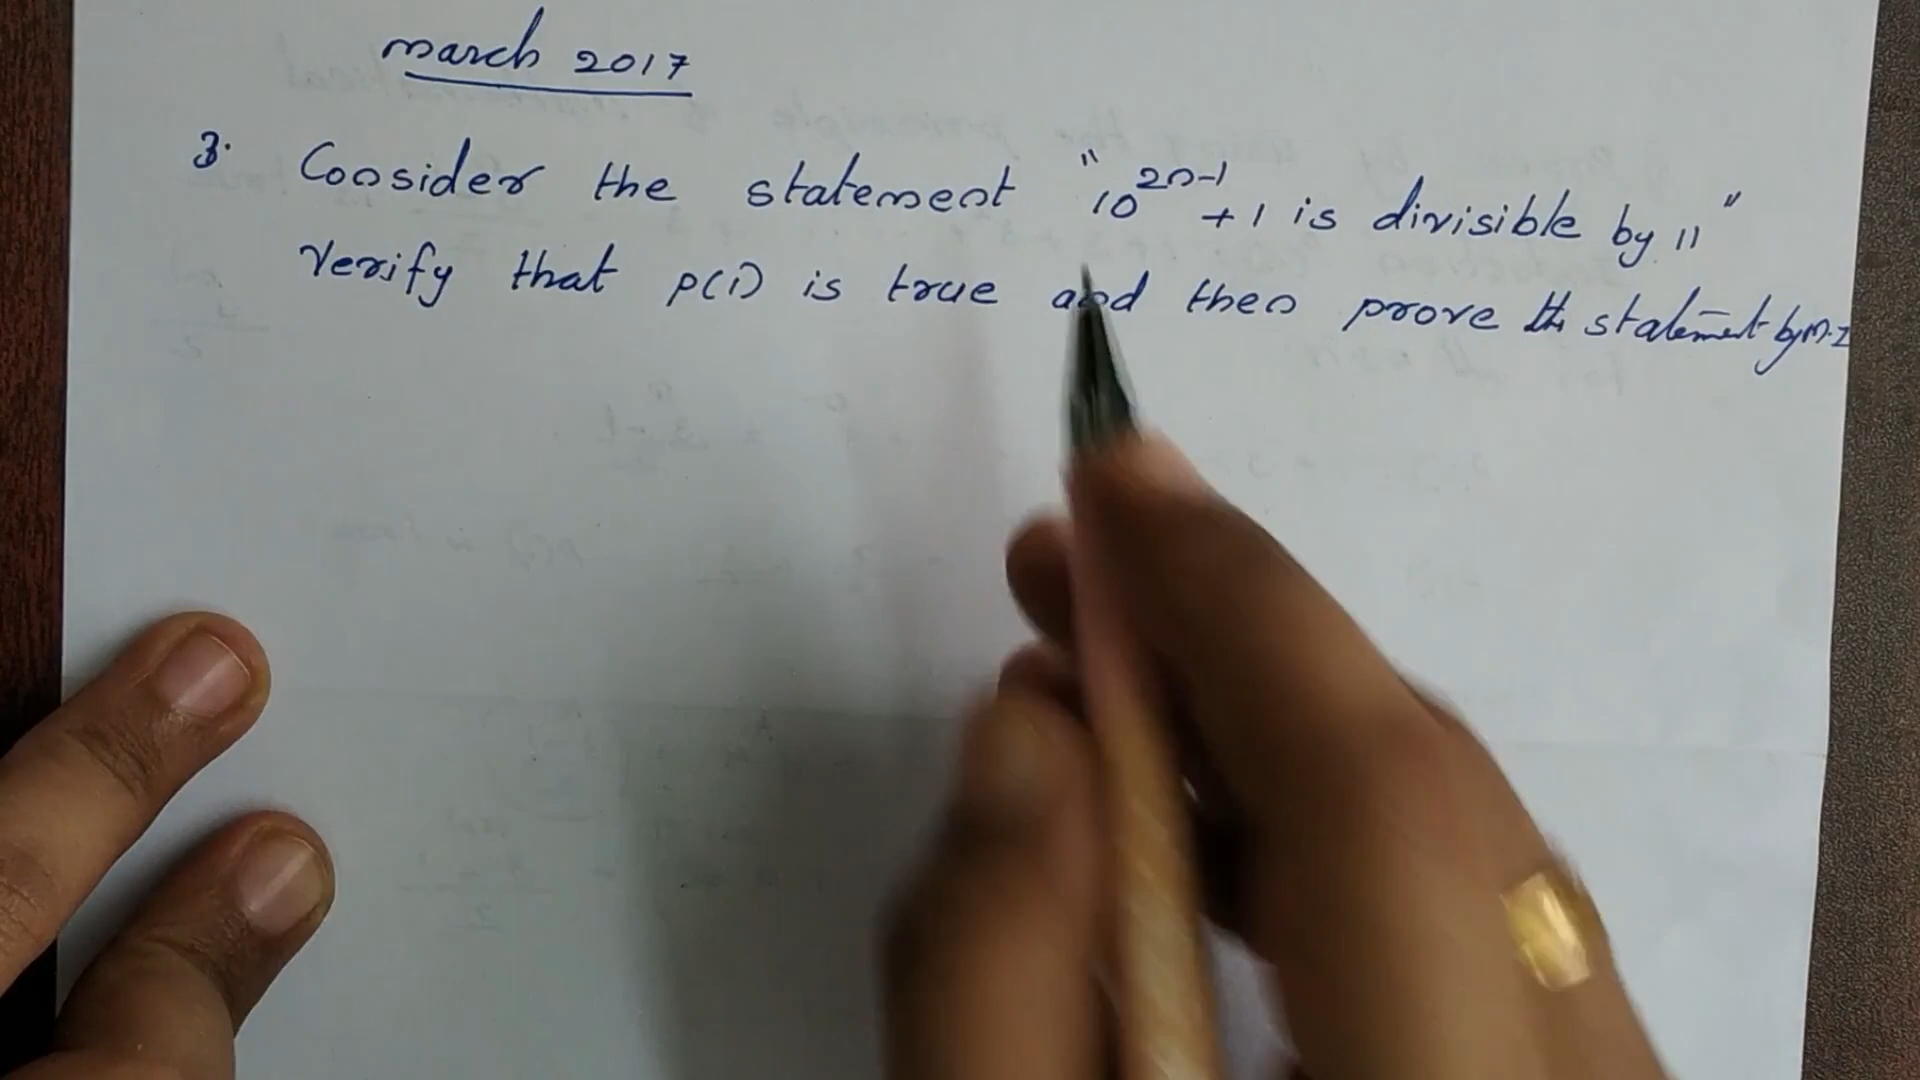 march 2017
3. Consider the statement "10^{2n-1} + 1 is divisible by 11"
Verify that p(1) is true and then prove the statement by M.I